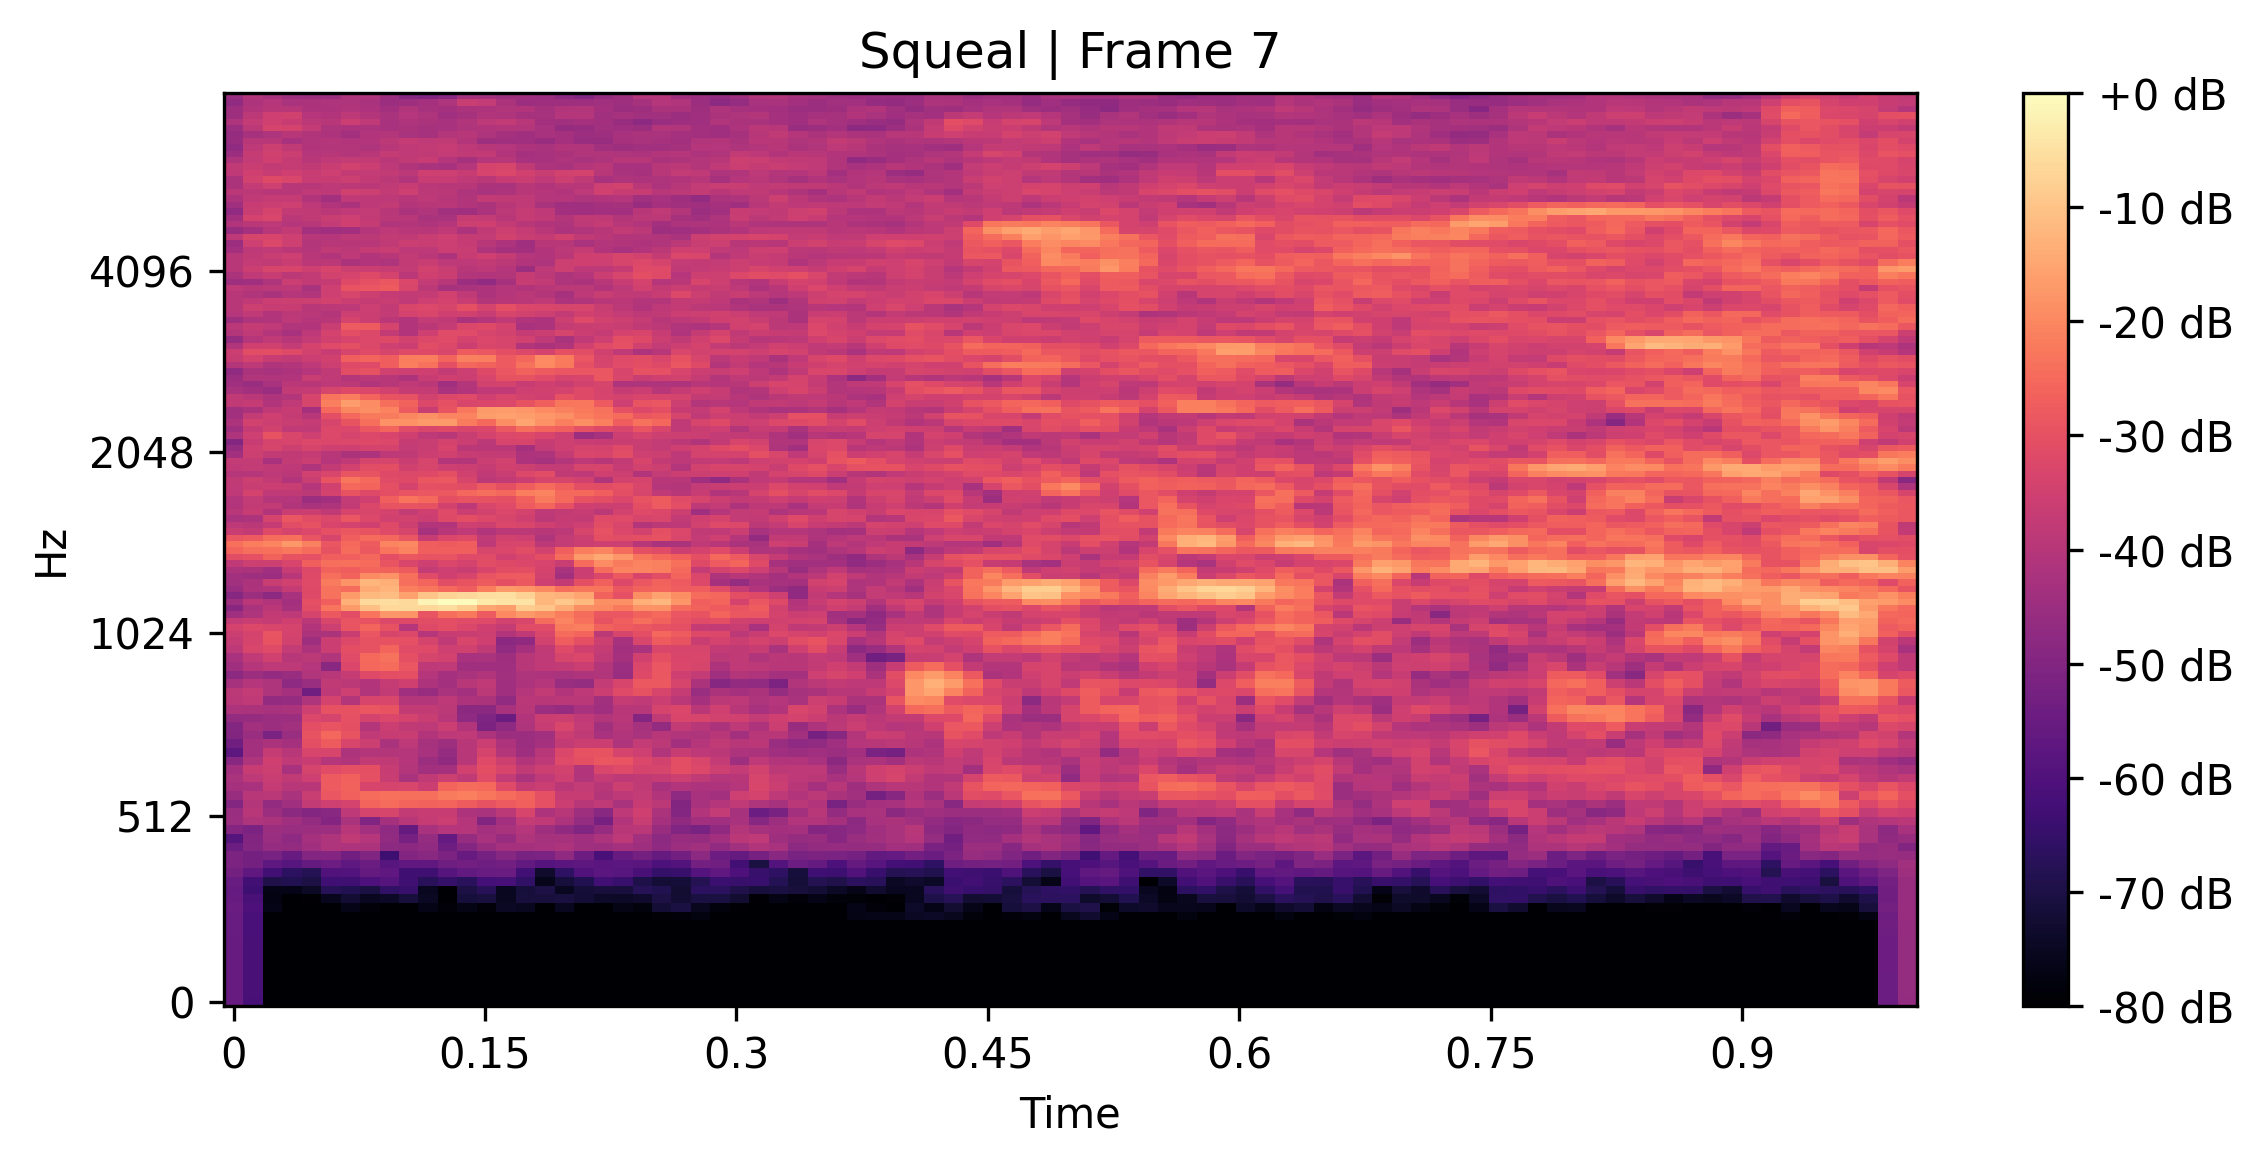 Squeal | Frame 7
Hz
4096
2048
1024
512
0
0 0.15 0.3 0.45 0.6 0.75 0.9
Time
+0 dB
-10 dB
-20 dB
-30 dB
-40 dB
-50 dB
-60 dB
-70 dB
-80 dB